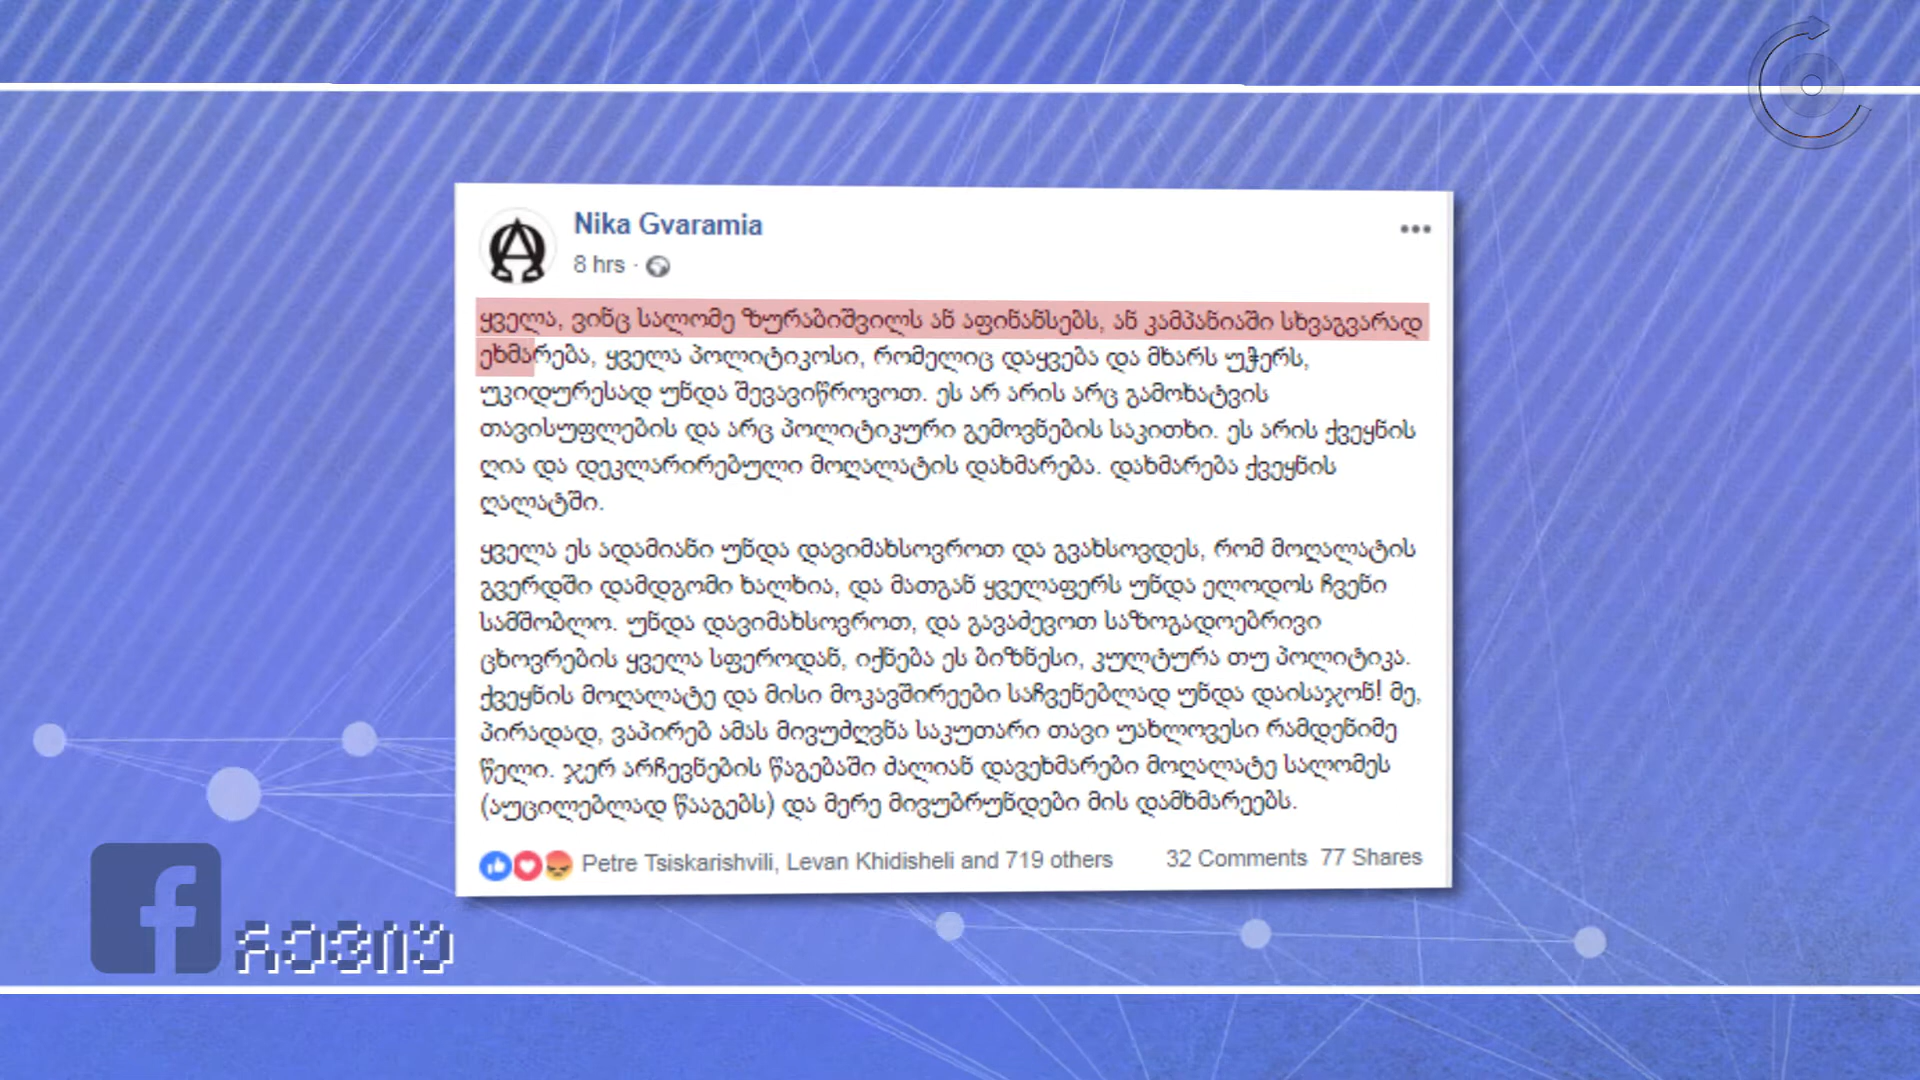 Nika Gvaramia
8 hrs ·
ყველა, ვინც სალომე ზურაბიშვილს ან აფინანსებს, ან კამპანიაში სხვაგვარად
ეხმარება, ყველა პოლიტიკოსი, რომელიც დაყვება და მხარს უჭერს,
უკიდურესად უნდა შევავიწროვოთ. ეს არ არის არც გამოხატვის
თავისუფლების და არც პოლიტიკური გემოვნების საკითხი. ეს არის ქვეყნის
ღია და დეკლარირებული მოღალატის დახმარება. დახმარება ქვეყნის
ღალატში.
ყველა ეს ადამიანი უნდა დავიმახსოვროთ და გვახსოვდეს, რომ მოღალატის
გვერდში დამდგომი ხალხია, და მათგან ყველაფერს უნდა ელოდოს ჩვენი
სამშობლო. უნდა დავიმახსოვროთ, და გავაძევოთ საზოგადოებრივი
ცხოვრების ყველა სფეროდან, იქნება ეს ბიზნესი, კულტურა თუ პოლიტიკა.
ქვეყნის მოღალატე და მისი მოკავშირეები საჩვენებლად უნდა დაისაჯონ! მე,
პირადად, ვაპირებ ამას მივუძღვნა საკუთარი თავი უახლოვესი რამდენიმე
წელი. ჯერ არჩევნების წაგებაში ძალიან დავეხმარები მოღალატე სალომეს
(აუცილებლად წააგებს) და მერე მივუბრუნდები მის დამხმარეებს.
Petre Tsiskarishvili, Levan Khidisheli and 719 others 32 Comments 77 Shares
რევიუ